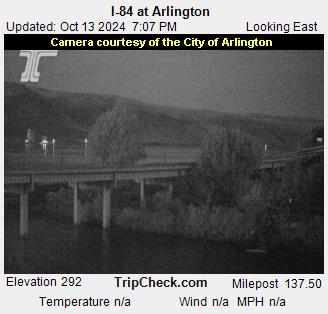 I-84 at Arlington
Updated: Oct 13 2024 7:07 PM Looking East
Camera courtesy of the City of Arlington
Elevation 292 TripCheck.com Milepost 137.50
Temperature n/a Wind n/a MPH n/a